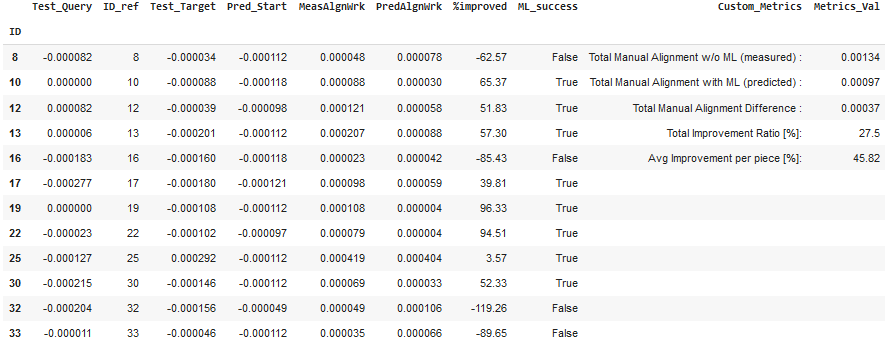 Test_Query ID_ref Test_Target Pred_Start MeasAlgnWrk PredAlgnWrk %improved ML_success Custom_Metrics Metrics_Val
ID
8 -0.000082 8 -0.000034 -0.000112 0.000048 0.000078 -62.57 False Total Manual Alignment w/o ML (measured) : 0.00134
10 0.000000 10 -0.000088 -0.000118 0.000088 0.000030 65.37 True Total Manual Alignment with ML (predicted) : 0.00097
12 0.000082 12 -0.000039 -0.000098 0.000121 0.000058 51.83 True Total Manual Alignment Difference : 0.00037
13 0.000006 13 -0.000201 -0.000112 0.000207 0.000088 57.30 True Total Improvement Ratio [%]: 27.5
16 -0.000183 16 -0.000160 -0.000118 0.000023 0.000042 -85.43 False Avg Improvement per piece [%]: 45.82
17 -0.000277 17 -0.000180 -0.000121 0.000098 0.000059 39.81 True
19 0.000000 19 -0.000108 -0.000112 0.000108 0.000004 96.33 True
22 -0.000023 22 -0.000102 -0.000097 0.000079 0.000004 94.51 True
25 -0.000127 25 0.000292 -0.000112 0.000419 0.000404 3.57 True
30 -0.000215 30 -0.000146 -0.000112 0.000069 0.000033 52.33 True
32 -0.000204 32 -0.000156 -0.000049 0.000049 0.000106 -119.26 False
33 -0.000011 33 -0.000046 -0.000112 0.000035 0.000066 -89.65 False